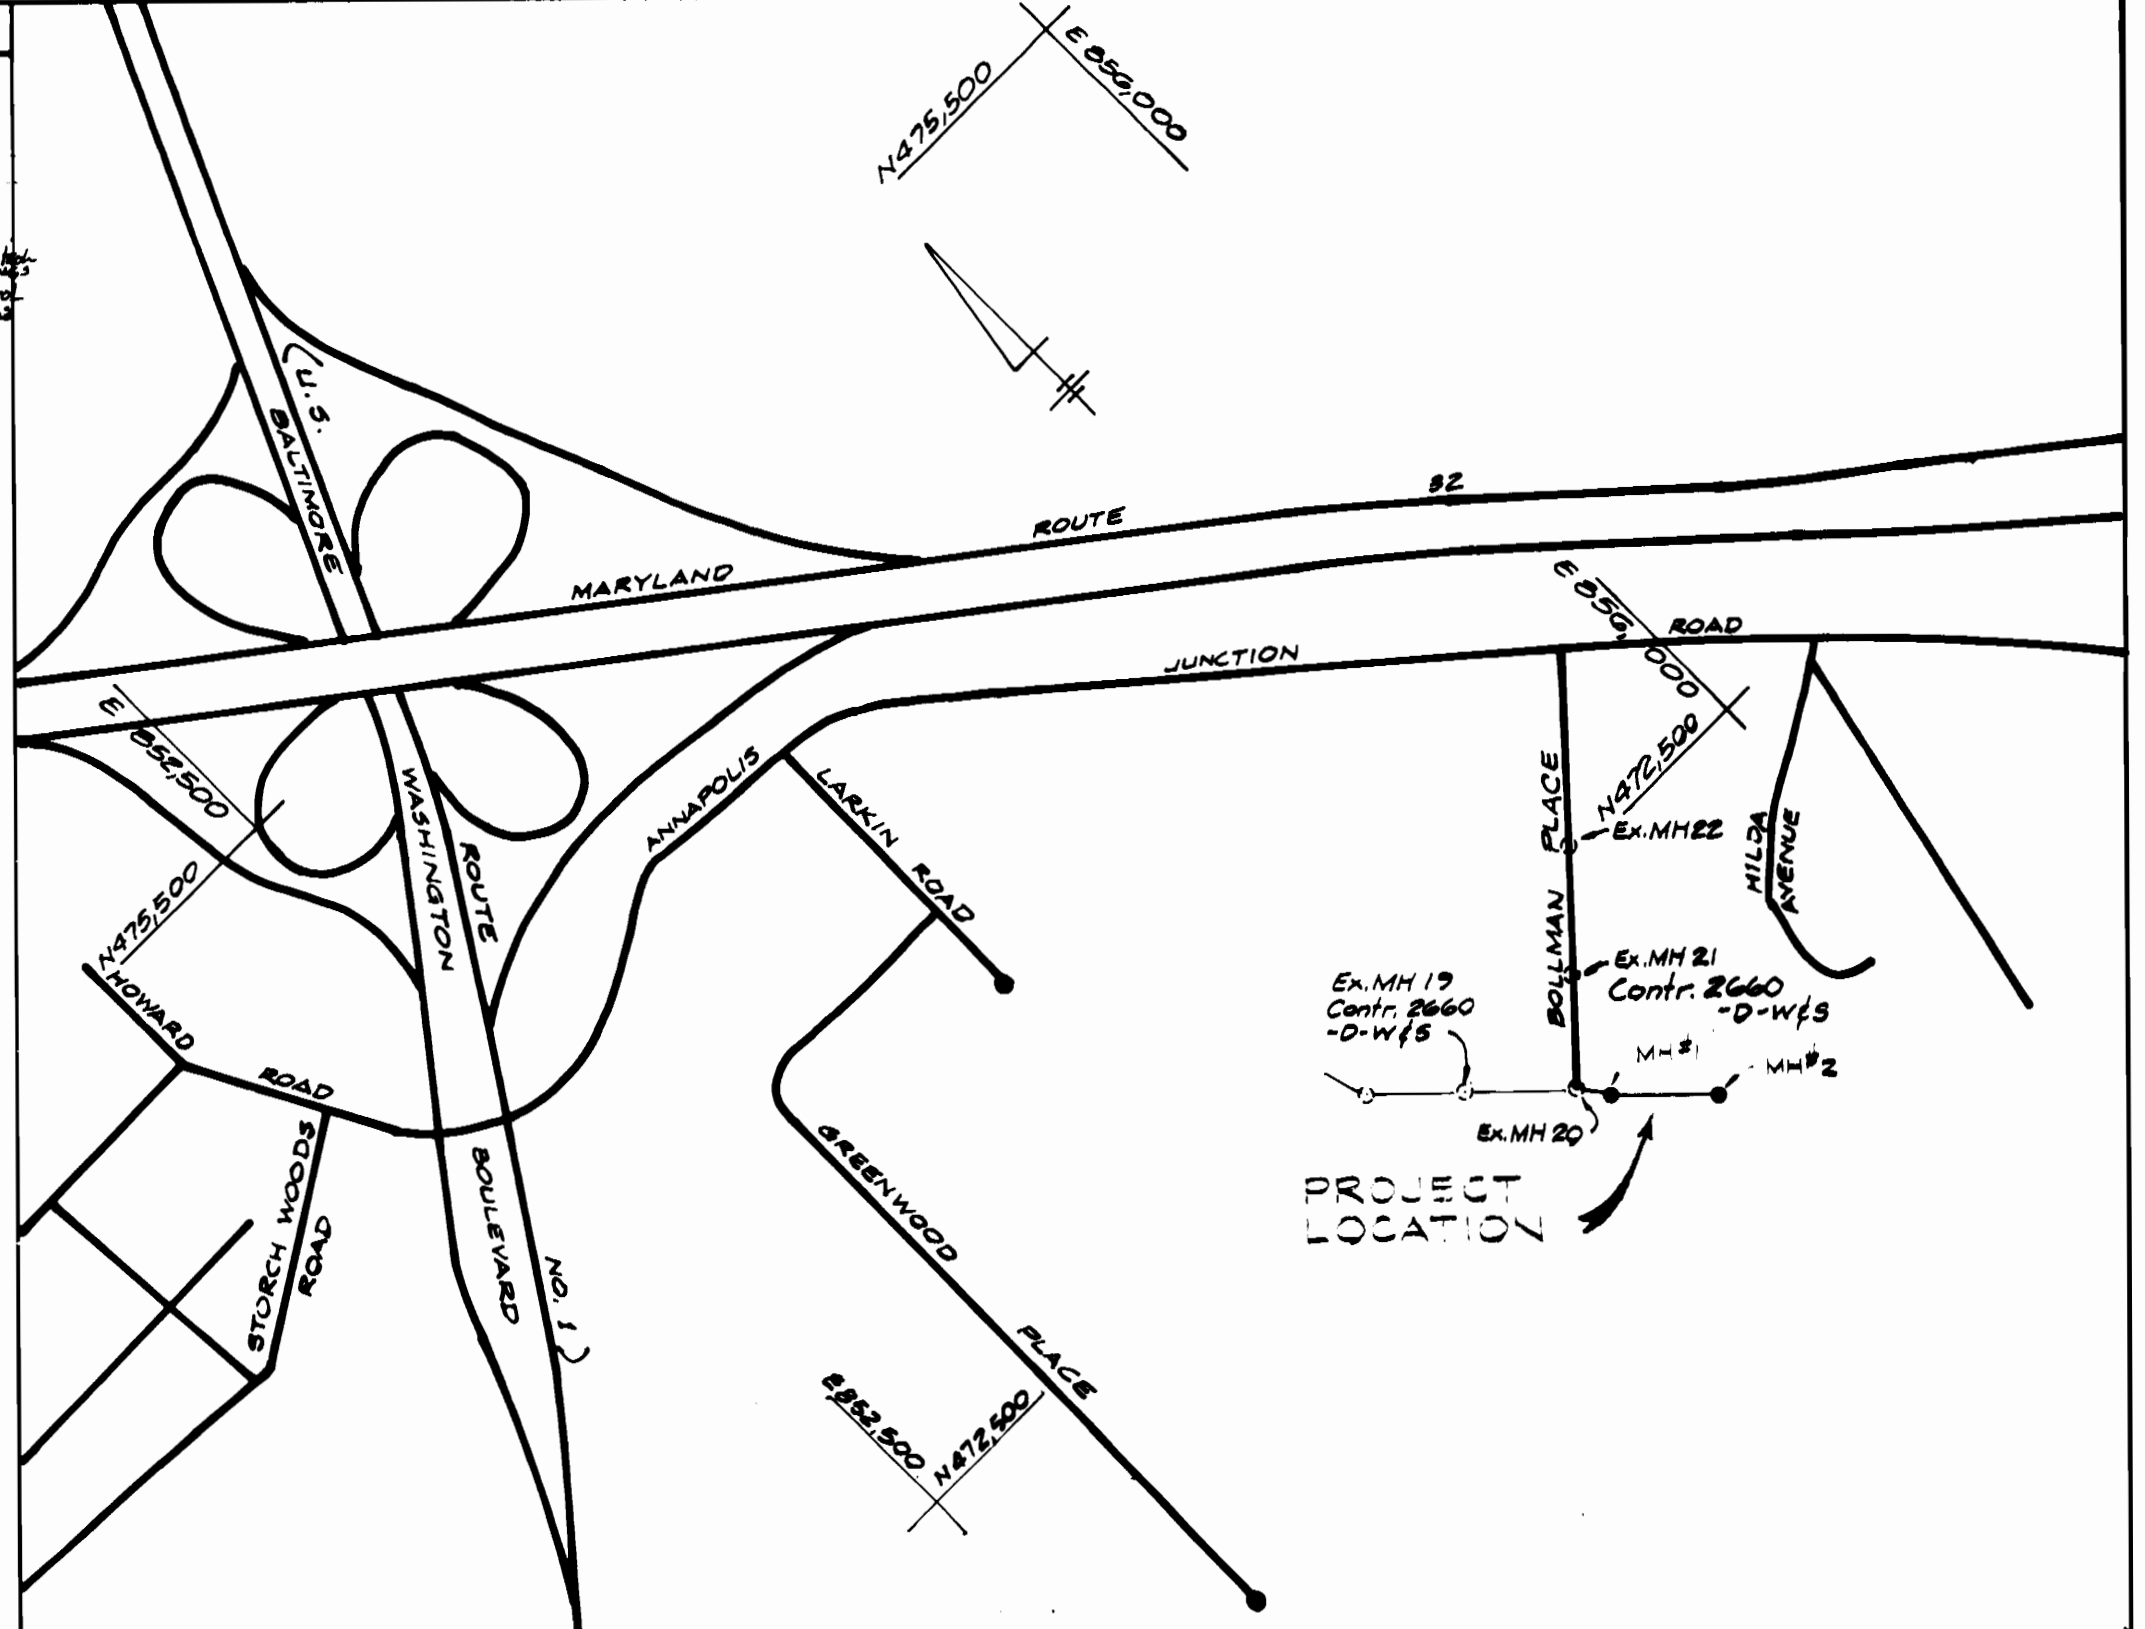 E 856,000
N475,500
(U.S.
BALTIMORE
32
ROUTE
MARYLAND
E 856,000
ROAD
JUNCTION
E 852,500
N472,500
ANNAPOLIS
LARKIN ROAD
WASHINGTON
ROUTE
BOLLMAN PLACE
Ex.MH22
HILDA
AVENUE
N475,500
HOWARD
ROAD
Ex.MH 21
Contr. 2660
-D-W&S
Ex.MH 19
Contr. 2660
-D-W&S
MH#1
MH#2
Ex.MH 20
PROJECT
LOCATION
STORCH WOODS
ROAD
BOULEVARD
NO. 1)
GREENWOOD PLACE
E 852,500
N472,500